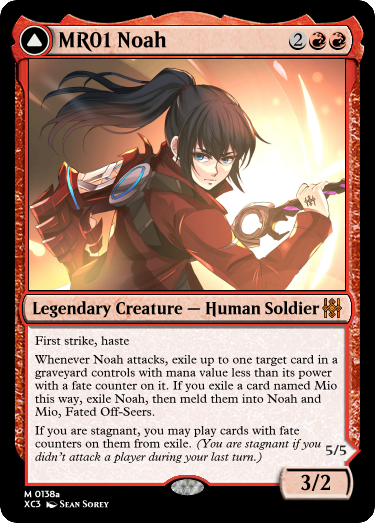 MR01 Noah
2
Legendary Creature — Human Soldier
First strike, haste
Whenever Noah attacks, exile up to one target card in a
graveyard controls with mana value less than its power
with a fate counter on it. If you exile a card named Mio
this way, exile Noah, then meld them into Noah and
Mio, Fated Off-Seers.
If you are stagnant, you may play cards with fate
counters on them from exile. (You are stagnant if you
didn't attack a player during your last turn.)
5/5
3/2
M 0138a
XC3 Sean Sorey